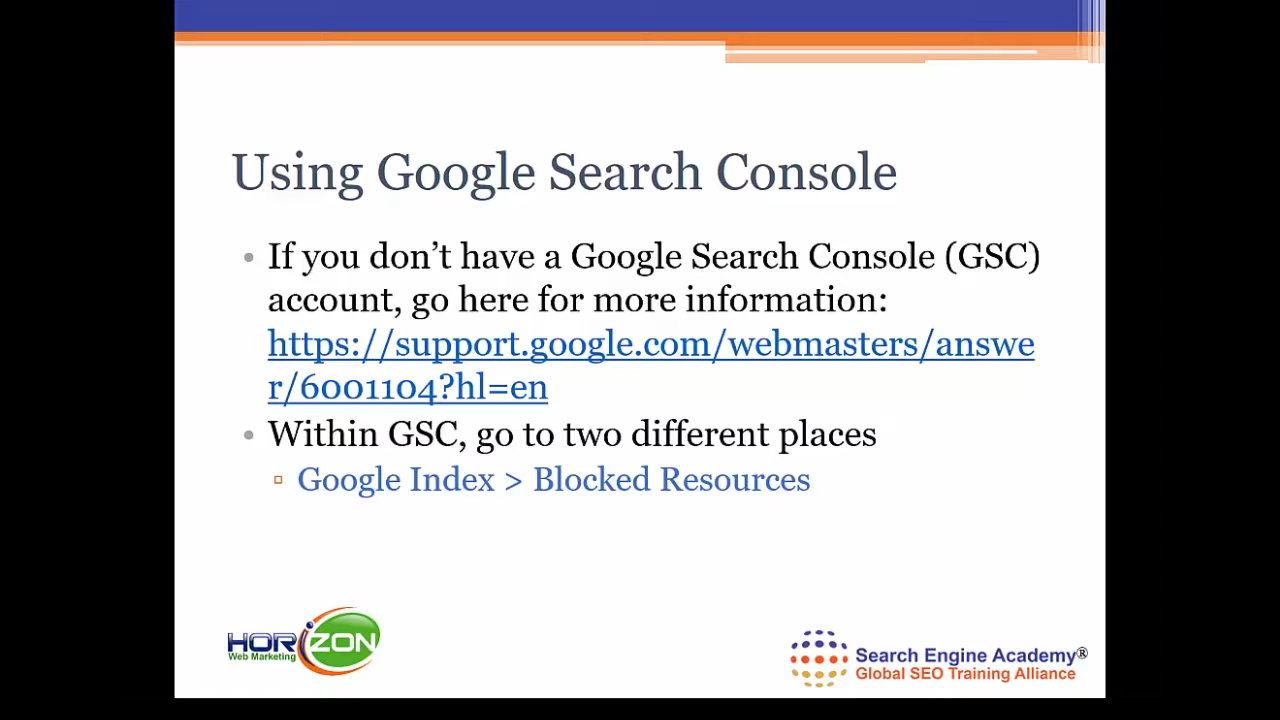 Using Google Search Console
• If you don’t have a Google Search Console (GSC)
account, go here for more information:
https://support.google.com/webmasters/answe
r/6001104?hl=en
• Within GSC, go to two different places
▫ Google Index > Blocked Resources
HORIZON
Web Marketing
Search Engine Academy®
Global SEO Training Alliance